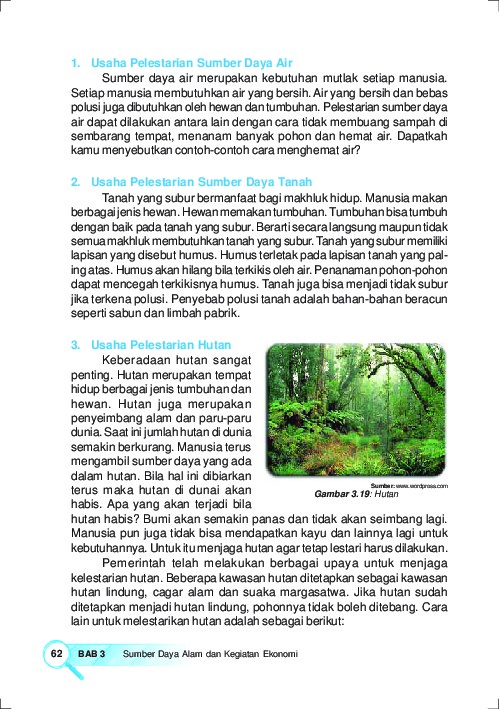 1. Usaha Pelestarian Sumber Daya Air
Sumber daya air merupakan kebutuhan mutlak setiap manusia.
Setiap manusia membutuhkan air yang bersih. Air yang bersih dan bebas
polusi juga dibutuhkan oleh hewan dan tumbuhan. Pelestarian sumber daya
air dapat dilakukan antara lain dengan cara tidak membuang sampah di
sembarang tempat, menanam banyak pohon dan hemat air. Dapatkah
kamu menyebutkan contoh-contoh cara menghemat air?
2. Usaha Pelestarian Sumber Daya Tanah
Tanah yang subur bermanfaat bagi makhluk hidup. Manusia makan
berbagai jenis hewan. Hewan memakan tumbuhan. Tumbuhan bisa tumbuh
dengan baik pada tanah yang subur. Berarti secara langsung maupun tidak
semua makhluk membutuhkan tanah yang subur. Tanah yang subur memiliki
lapisan yang disebut humus. Humus terletak pada lapisan tanah yang pal-
ing atas. Humus akan hilang bila terkikis oleh air. Penanaman pohon-pohon
dapat mencegah terkikisnya humus. Tanah juga bisa menjadi tidak subur
jika terkena polusi. Penyebab polusi tanah adalah bahan-bahan beracun
seperti sabun dan limbah pabrik.
3. Usaha Pelestarian Hutan
Keberadaan hutan sangat
penting. Hutan merupakan tempat
hidup berbagai jenis tumbuhan dan
hewan. Hutan juga merupakan
penyeimbang alam dan paru-paru
dunia. Saat ini jumlah hutan di dunia
semakin berkurang. Manusia terus
mengambil sumber daya yang ada
dalam hutan. Bila hal ini dibiarkan
terus maka hutan di dunai akan
habis. Apa yang akan terjadi bila
Sumber: www.wordpress.com
Gambar 3.19: Hutan
hutan habis? Bumi akan semakin panas dan tidak akan seimbang lagi.
Manusia pun juga tidak bisa mendapatkan kayu dan lainnya lagi untuk
kebutuhannya. Untuk itu menjaga hutan agar tetap lestari harus dilakukan.
Pemerintah telah melakukan berbagai upaya untuk menjaga
kelestarian hutan. Beberapa kawasan hutan ditetapkan sebagai kawasan
hutan lindung, cagar alam dan suaka margasatwa. Jika hutan sudah
ditetapkan menjadi hutan lindung, pohonnya tidak boleh ditebang. Cara
lain untuk melestarikan hutan adalah sebagai berikut:
62 BAB 3 Sumber Daya Alam dan Kegiatan Ekonomi